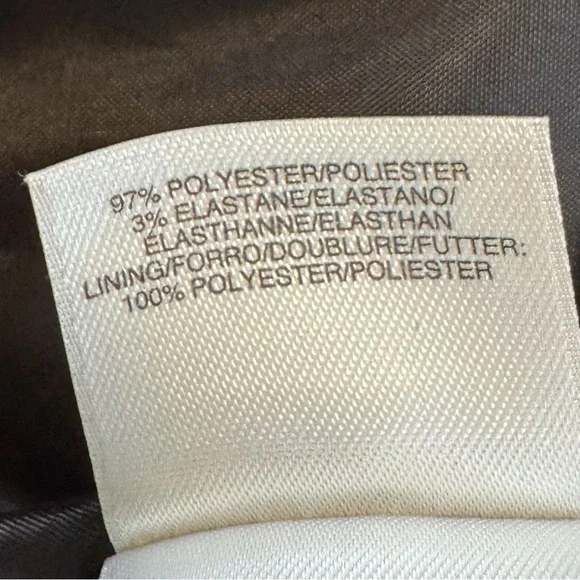 97% POLYESTER/POLIESTER
3% ELASTANE/ELASTANO/
ÉLASTHANNE/ELASTHAN
LINING/FORRO/DOUBLURE/FUTTER:
100% POLYESTER/POLIESTER